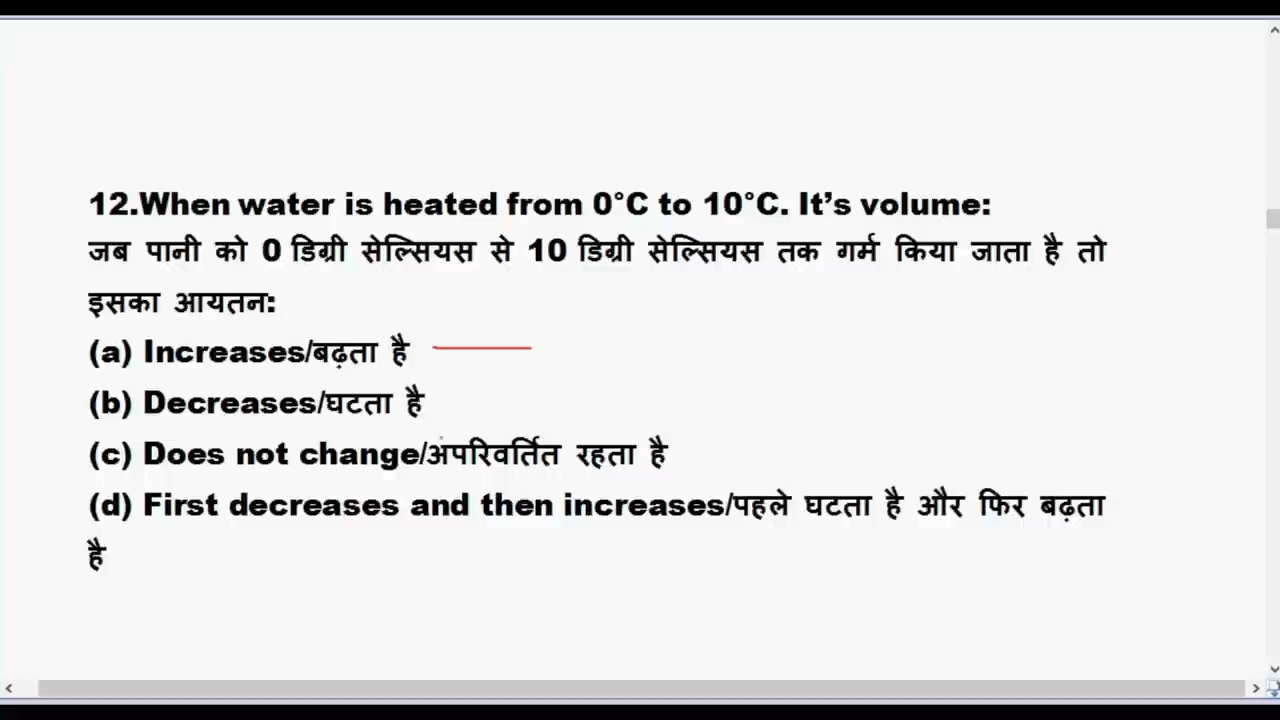 12.When water is heated from 0°C to 10°C. It’s volume:
जब पानी को 0 डिग्री सेल्सियस से 10 डिग्री सेल्सियस तक गर्म किया जाता है तो
इसका आयतन:
(a) Increases/बढ़ता है
(b) Decreases/घटता है
(c) Does not change/अपरिवर्तित रहता है
(d) First decreases and then increases/पहले घटता है और फिर बढ़ता
है